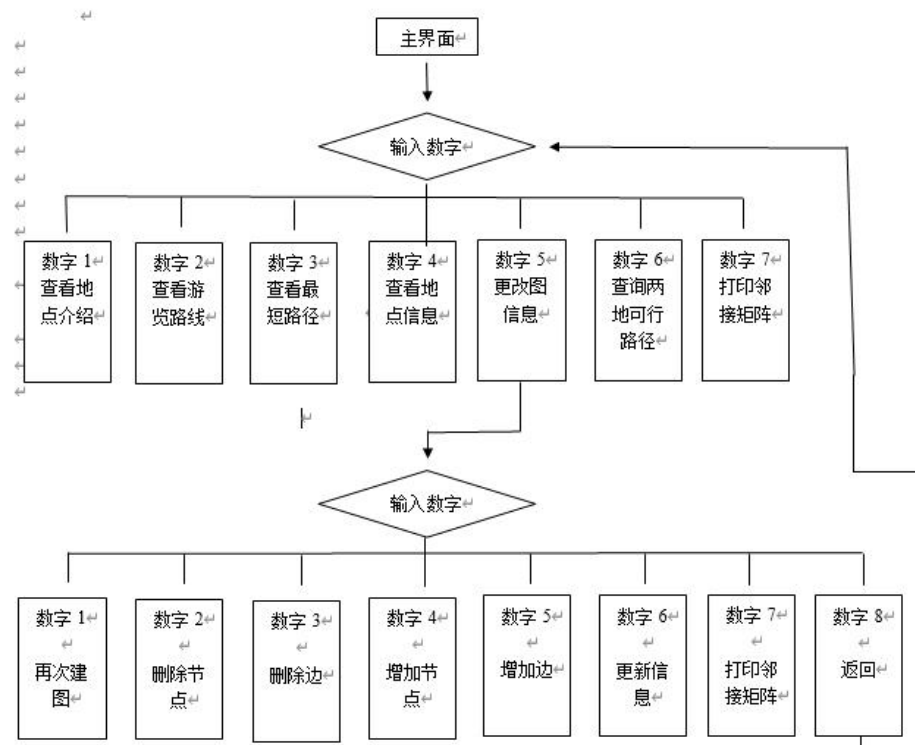 主界面
输入数字
数字 1
查看地
点介绍
数字 2
查看游
览路线
数字 3
查看最
短路径
数字 4
查看地
点信息
数字 5
更改图
信息
数字 6
查询两
地可行
路径
数字 7
打印邻
接矩阵
输入数字
数字 1
再次建
图
数字 2
删除节
点
数字 3
删除边
数字 4
增加节
点
数字 5
增加边
数字 6
更新信
息
数字 7
打印邻
接矩阵
数字 8
返回